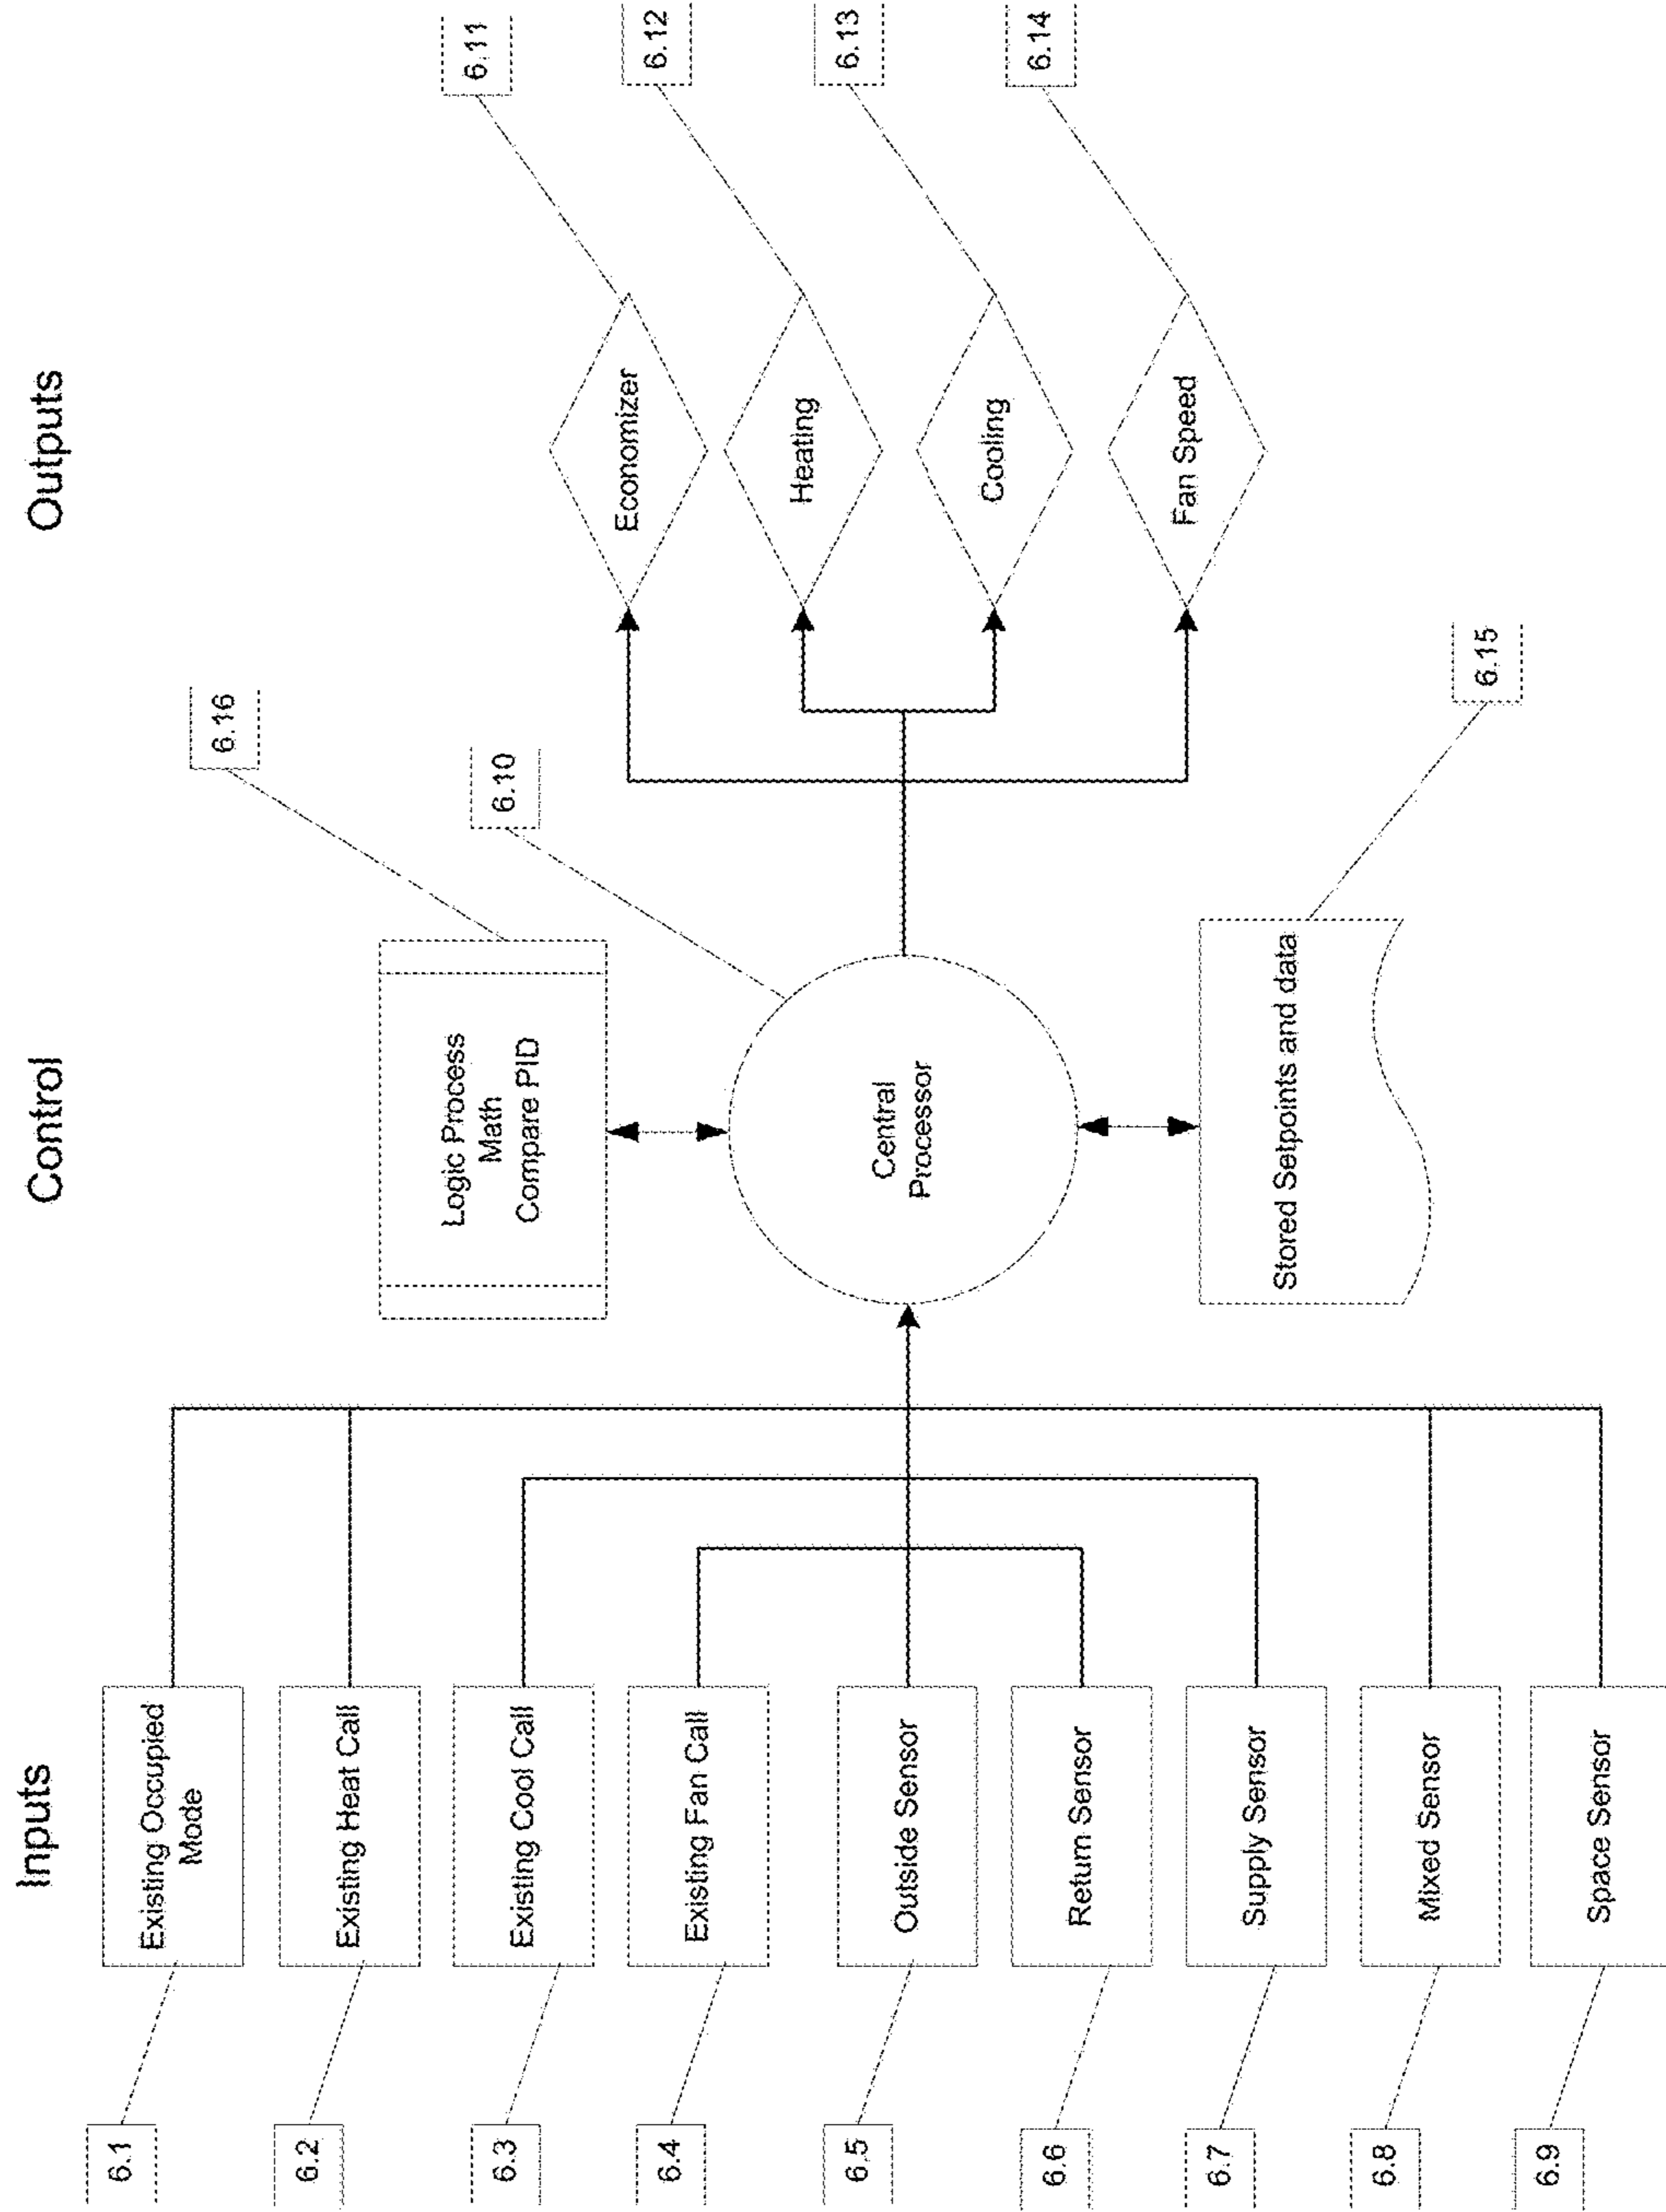 Inputs
Control
Outputs
6.1
Existing Occupied
Mode
6.2
Existing Heat Call
6.3
Existing Cool Call
6.4
Existing Fan Call
6.5
Outside Sensor
6.6
Return Sensor
6.7
Supply Sensor
6.8
Mixed Sensor
6.9
Space Sensor
6.16
Logic Process
Math
Compare PID
6.10
Central
Processor
6.15
Stored Setpoints and data
6.11
Economizer
6.12
Heating
6.13
Cooling
6.14
Fan Speed